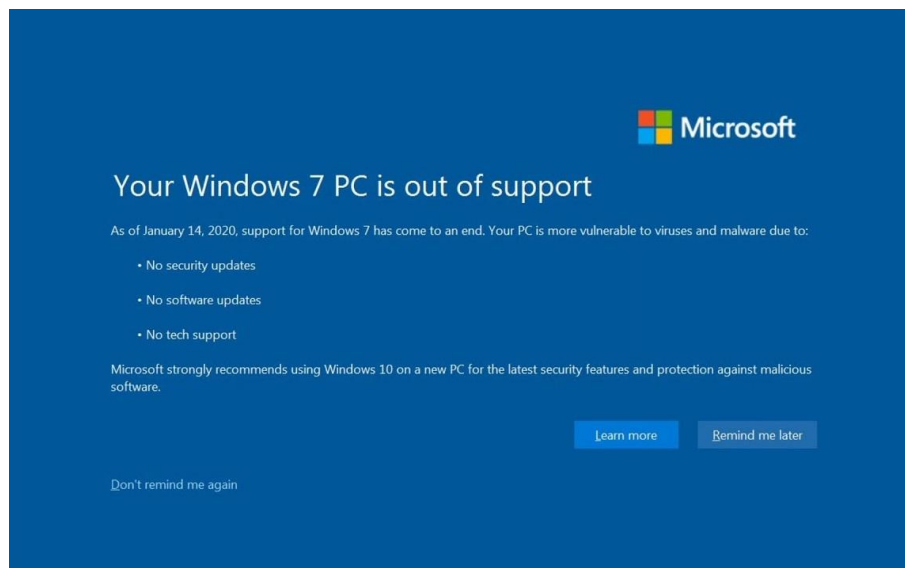 Microsoft
Your Windows 7 PC is out of support
As of January 14, 2020, support for Windows 7 has come to an end. Your PC is more vulnerable to viruses and malware due to:
• No security updates
• No software updates
• No tech support
Microsoft strongly recommends using Windows 10 on a new PC for the latest security features and protection against malicious
software.
Learn more
Remind me later
Don't remind me again